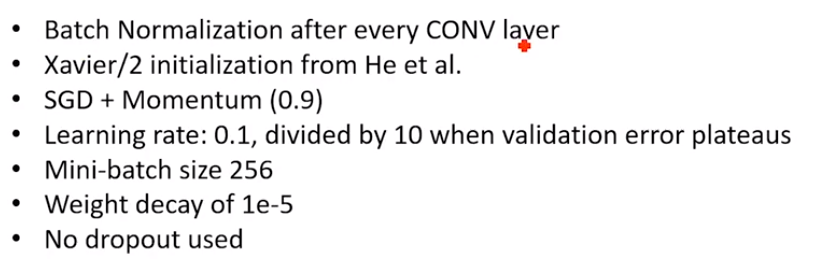 • Batch Normalization after every CONV layer
• Xavier/2 initialization from He et al.
• SGD + Momentum (0.9)
• Learning rate: 0.1, divided by 10 when validation error plateaus
• Mini-batch size 256
• Weight decay of 1e-5
• No dropout used